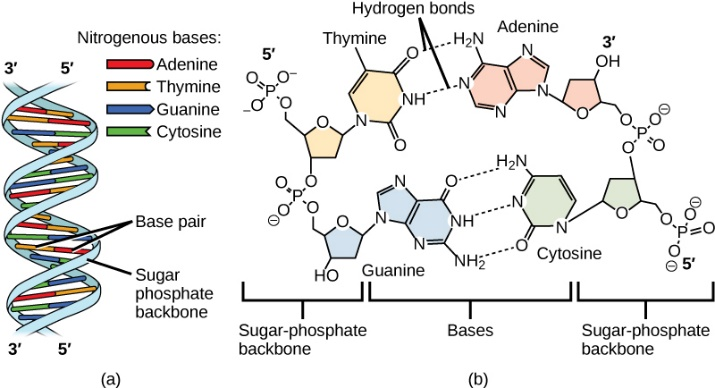 Nitrogenous bases:
Adenine
Thymine
Guanine
Cytosine
3′ 5′
Base pair
Sugar
phosphate
backbone
3′ 5′
(a)
Hydrogen bonds
Thymine
Adenine
5′
3′
O
H₂N
N
OH
O
O⁻
P
⁻O
O
O
O
NH
N
N
N
N
O
O
O
P
O
O
O
P
O
O
⊖
⊖
O
N
O
H₂N
N
NH
N
N
O
O
N
N
NH₂
O
O
O
P
O
O
⊖
⊖
5′
HO
Guanine
Cytosine
Sugar-phosphate
backbone
Bases
Sugar-phosphate
backbone
(b)